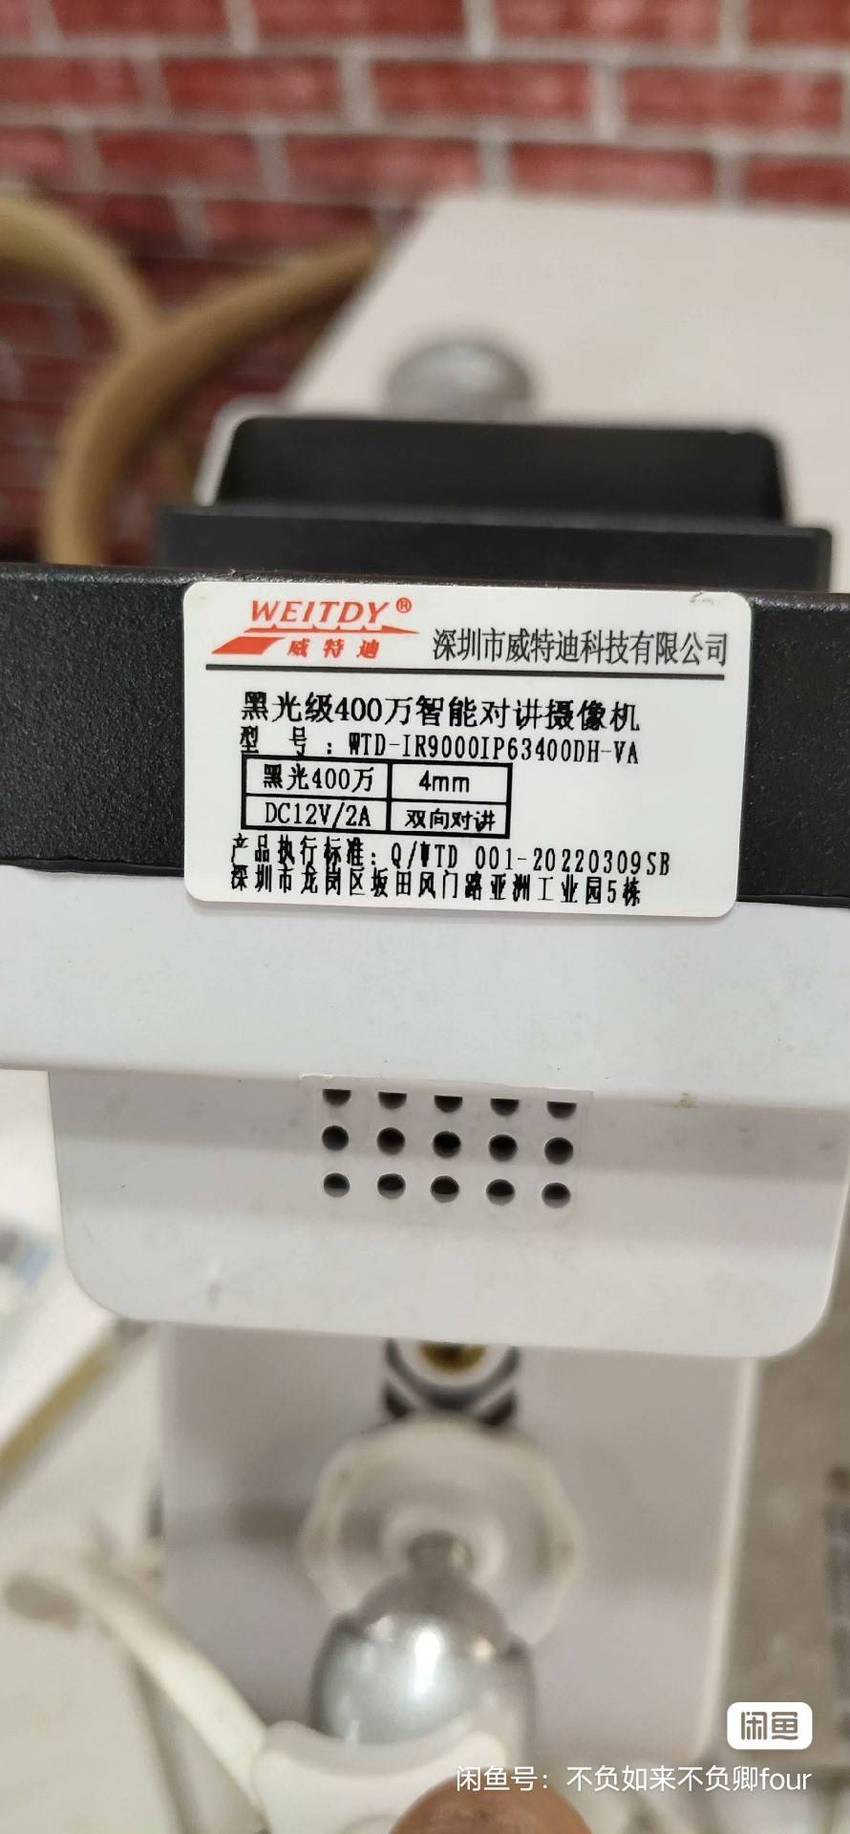 WEITDY®
威特迪
深圳市威特迪科技有限公司
黑光级400万智能对讲摄像机
型 号：WTD-IR9000IP63400DH-VA
黑光400万 4mm
DC12V/2A 双向对讲
产品执行标准：Q/WTD 001-20220309SB
深圳市龙岗区坂田风门路亚洲工业园5栋
闲鱼
闲鱼号：不负如来不负卿four